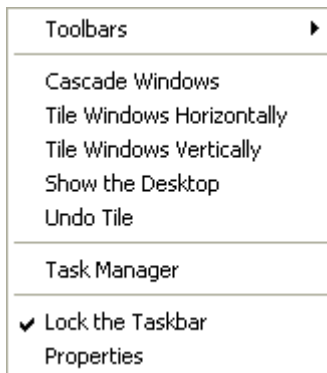 Toolbars
Cascade Windows
Tile Windows Horizontally
Tile Windows Vertically
Show the Desktop
Undo Tile
Task Manager
Lock the Taskbar
Properties